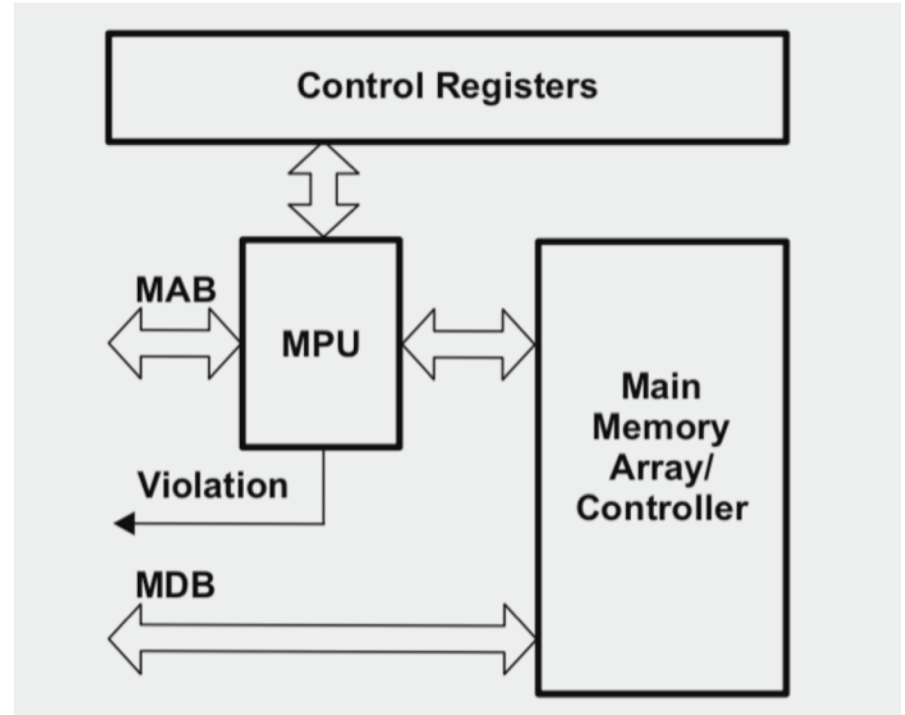 Control Registers
MAB
MPU
Main
Memory
Array/
Controller
Violation
MDB